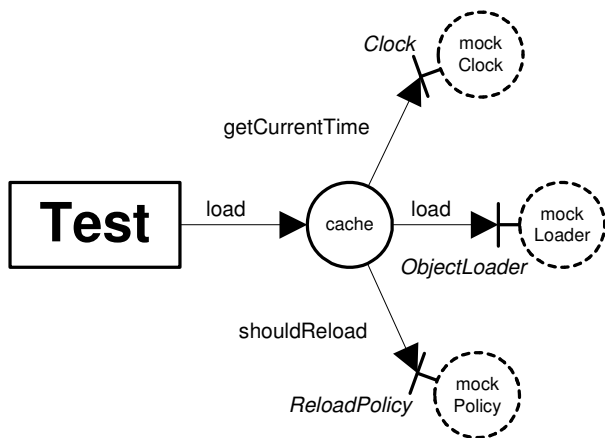 Clock
mock
Clock
getCurrentTime
Test
load
cache
load
mock
Loader
ObjectLoader
shouldReload
ReloadPolicy
mock
Policy